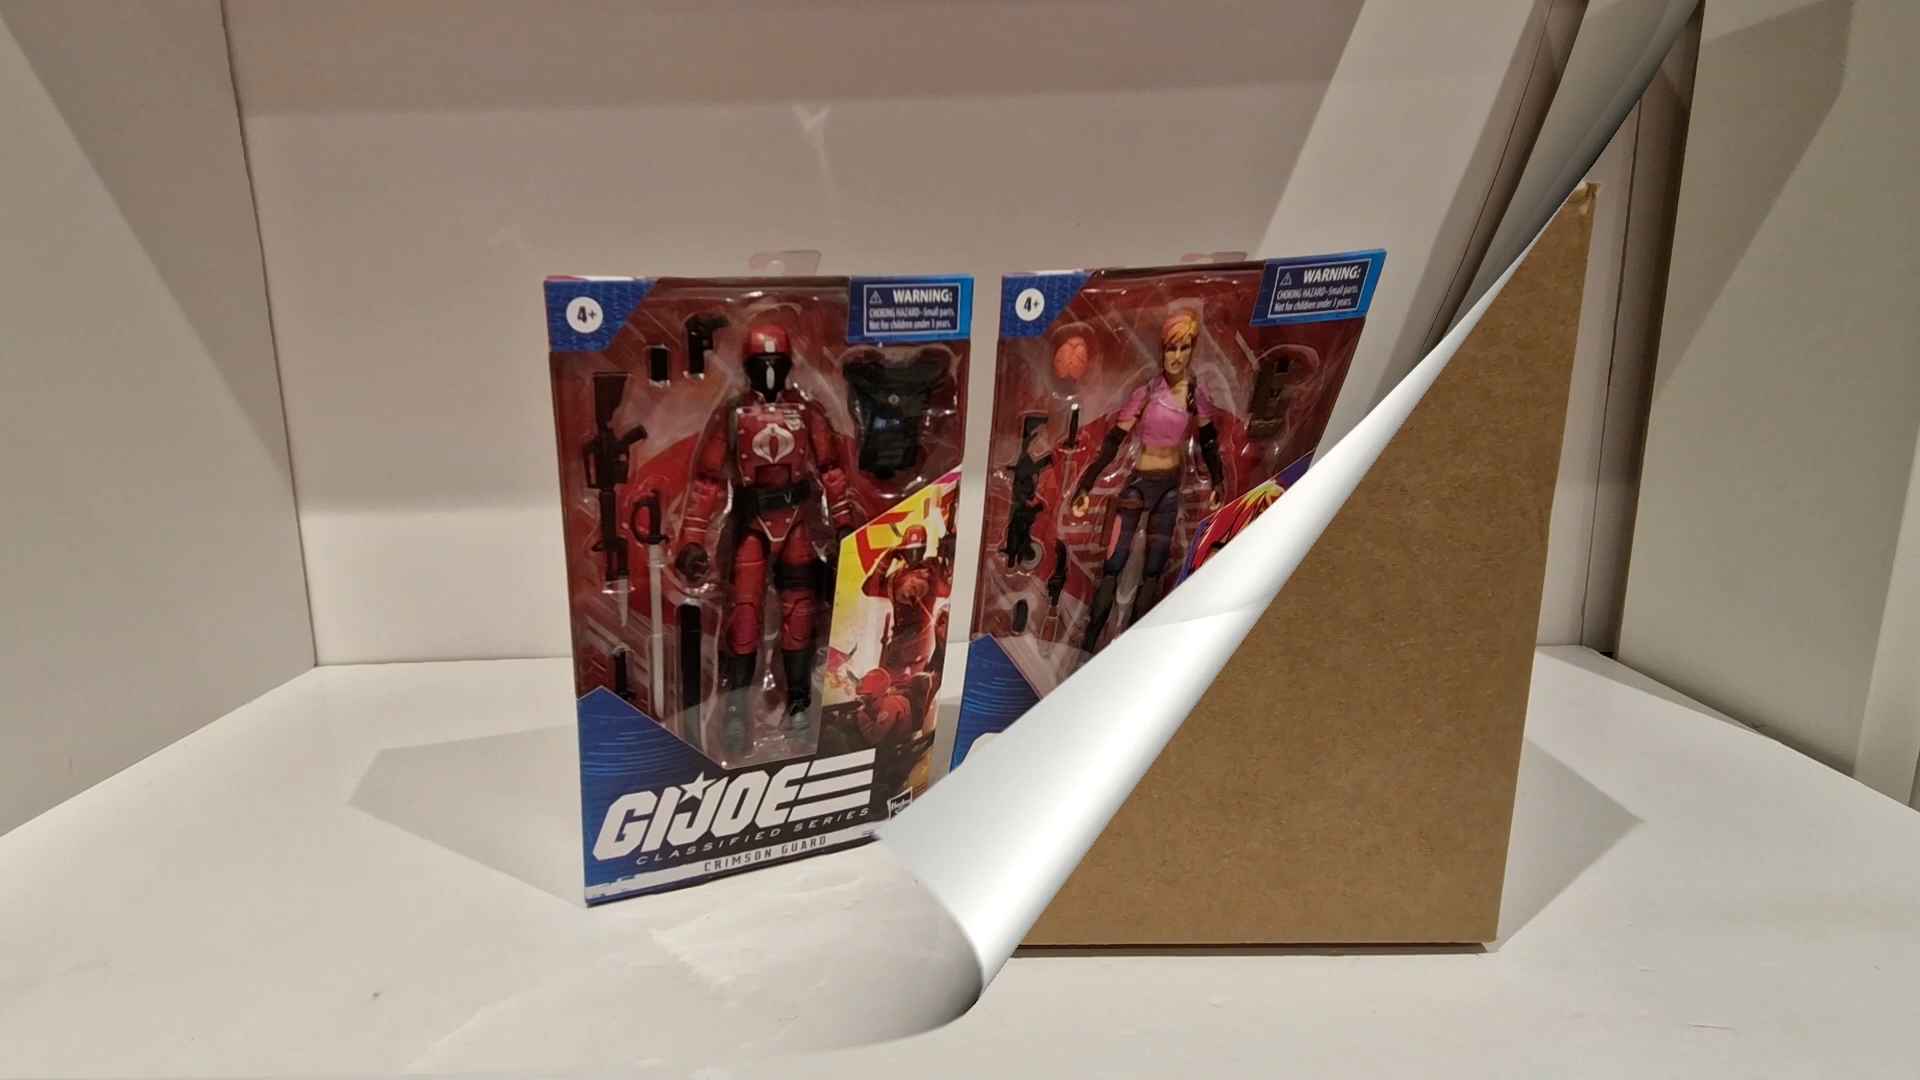 4+
WARNING:
CHOKING HAZARD-Small parts.
Not for children under 3 years.
GI JOE
CLASSIFIED SERIES
CRIMSON GUARD
Hasbro
4+
WARNING:
CHOKING HAZARD-Small parts.
Not for children under 3 years.